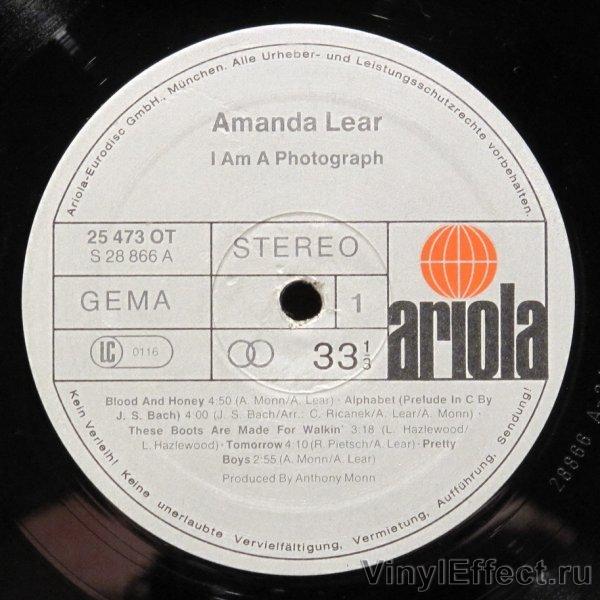 Ariola-Eurodisc GmbH., München. Alle Urheber- und Leistungsschutzrechte vorbehalten.
Amanda Lear
I Am A Photograph
25 473 OT
S 28 866 A
STEREO
GEMA
1
LC 0116
33 1/3
ariola
Blood And Honey 4:50 (A. Monn/A. Lear) · Alphabet (Prelude In C By
J. S. Bach) 4:00 (J. S. Bach/Arr.: C. Ricanek/A. Lear/A. Monn) ·
These Boots Are Made For Walkin' 3:18 (L. Hazlewood/
L. Hazlewood) · Tomorrow 4:10 (R. Pietsch/A. Lear) · Pretty
Boys 2:55 (A. Monn/A. Lear)
Produced By Anthony Monn
Kein Verleih! Keine unerlaubte Vervielfältigung, Vermietung, Aufführung, Sendung!
VinylEffect.ru